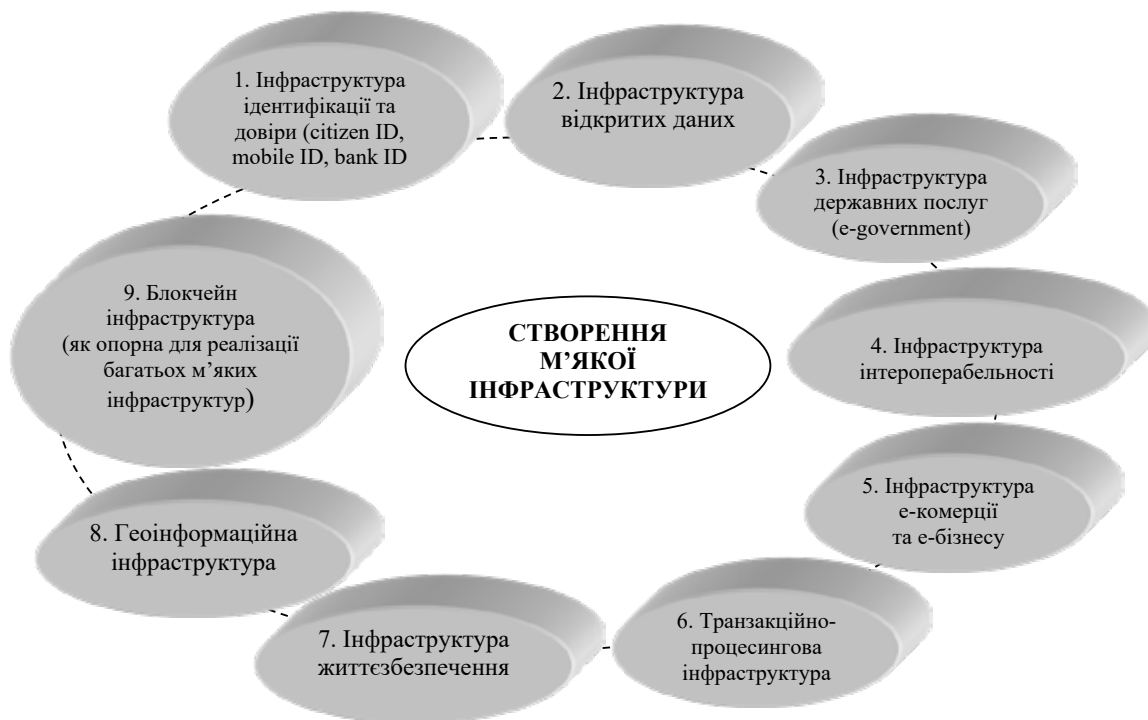 1. Інфраструктура
ідентифікації та
довіри (citizen ID,
mobile ID, bank ID
2. Інфраструктура
відкритих даних
3. Інфраструктура
державних послуг
(e-government)
4. Інфраструктура
інтероперабельності
5. Інфраструктура
е-комерції
та е-бізнесу
6. Транзакційно-
процесингова
інфраструктура
7. Інфраструктура
життєзбезпечення
8. Геоінформаційна
інфраструктура
9. Блокчейн
інфраструктура
(як опорна для реалізації
багатьох м’яких
інфраструктур)
СТВОРЕННЯ
М’ЯКОЇ
ІНФРАСТРУКТУРИ